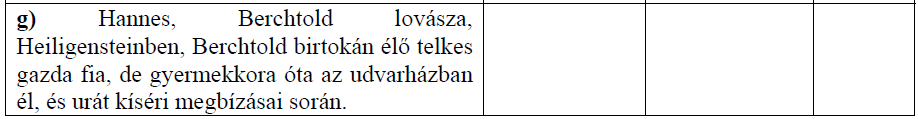 g) Hannes, Berchtold lovásza,
Heiligensteinben, Berchtold birtokán élő telkes
gazda fia, de gyermekkora óta az udvarházban
él, és urát kíséri megbízásai során.